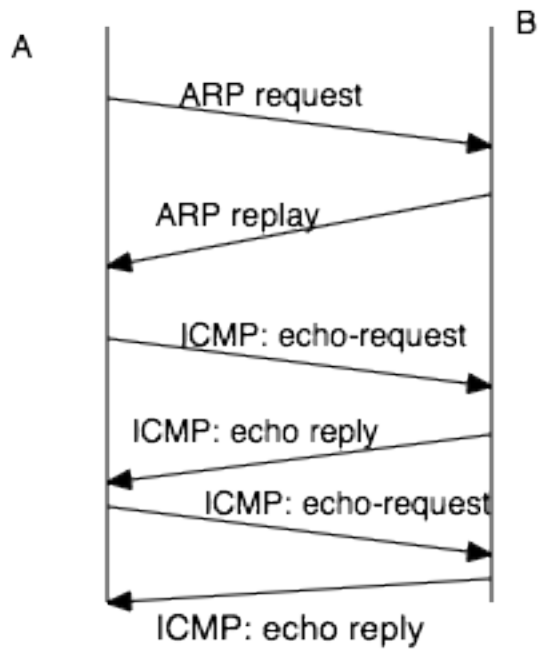 A
B
ARP request
ARP replay
ICMP: echo-request
ICMP: echo reply
ICMP: echo-request
ICMP: echo reply